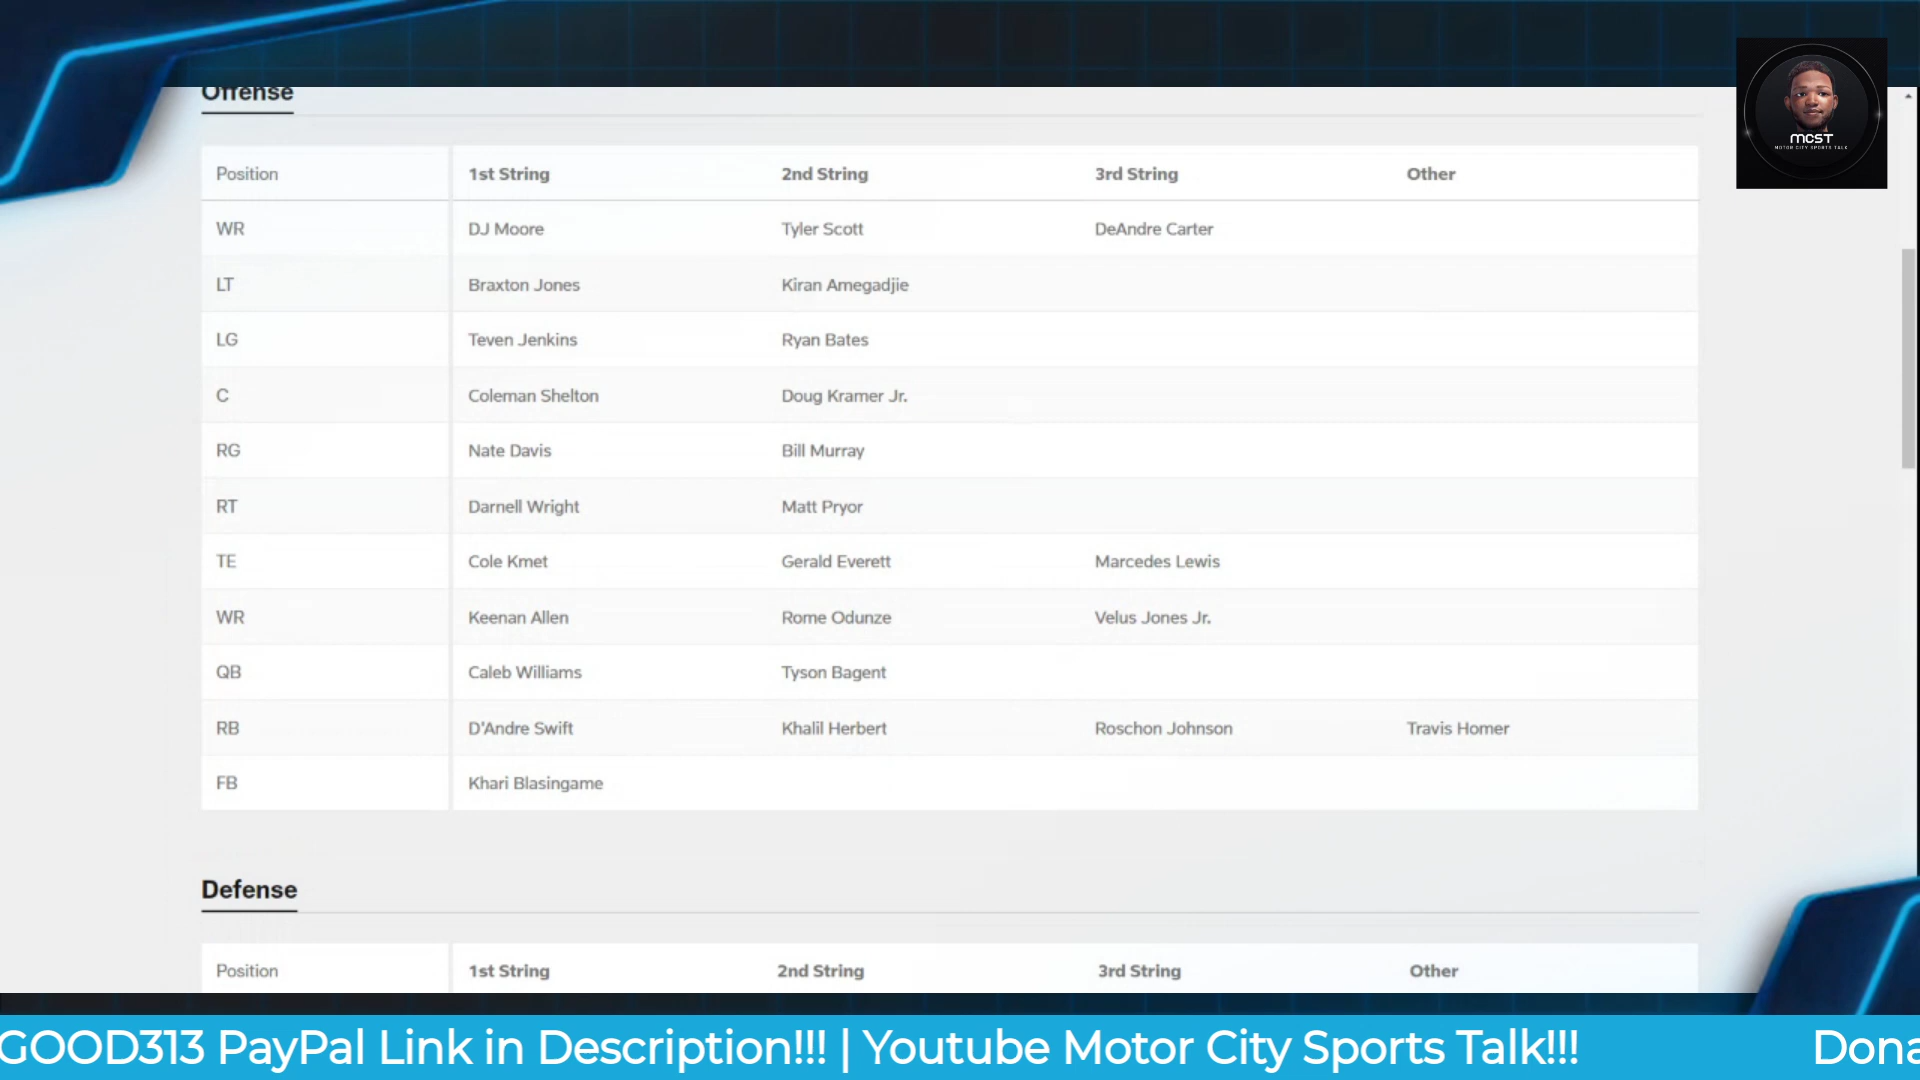 Offense
Position 1st String 2nd String 3rd String Other
WR DJ Moore Tyler Scott DeAndre Carter
LT Braxton Jones Kiran Amegadjie
LG Teven Jenkins Ryan Bates
C Coleman Shelton Doug Kramer Jr.
RG Nate Davis Bill Murray
RT Darnell Wright Matt Pryor
TE Cole Kmet Gerald Everett Marcedes Lewis
WR Keenan Allen Rome Odunze Velus Jones Jr.
QB Caleb Williams Tyson Bagent
RB D'Andre Swift Khalil Herbert Roschon Johnson Travis Homer
FB Khari Blasingame
Defense
Position 1st String 2nd String 3rd String Other
MCST
MOTOR CITY SPORTS TALK
GOOD313 PayPal Link in Description!!! | Youtube Motor City Sports Talk!!! Dona